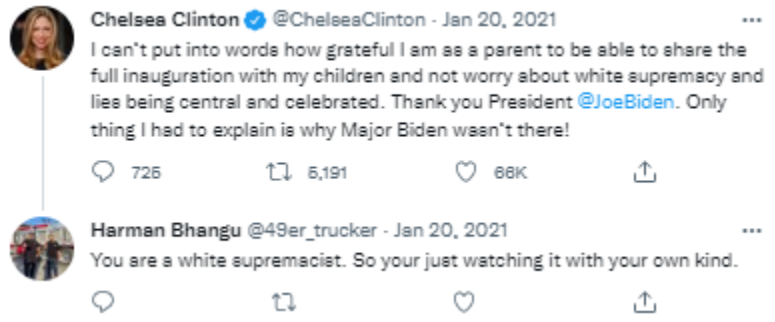 Chelsea Clinton @ChelseaClinton · Jan 20, 2021
I can't put into words how grateful I am as a parent to be able to share the
full inauguration with my children and not worry about white supremacy and
lies being central and celebrated. Thank you President @JoeBiden. Only
thing I had to explain is why Major Biden wasn't there!
725 5,191 66K
Harman Bhangu @49er_trucker · Jan 20, 2021
You are a white supremacist. So your just watching it with your own kind.